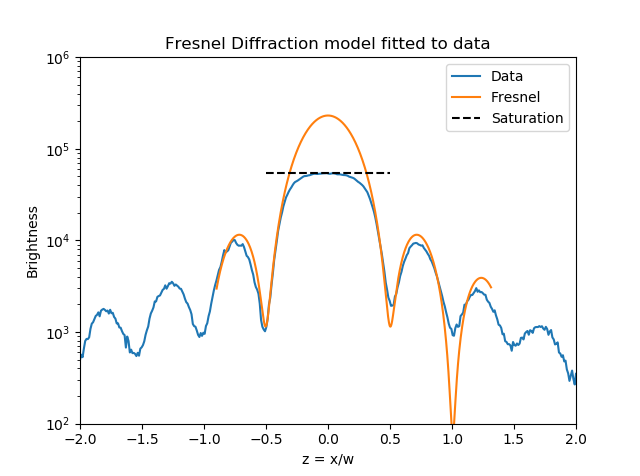 Fresnel Diffraction model fitted to data
Data
Fresnel
Saturation
Brightness
10^6
10^5
10^4
10^3
10^2
−2.0 −1.5 −1.0 −0.5 0.0 0.5 1.0 1.5 2.0
z = x/w